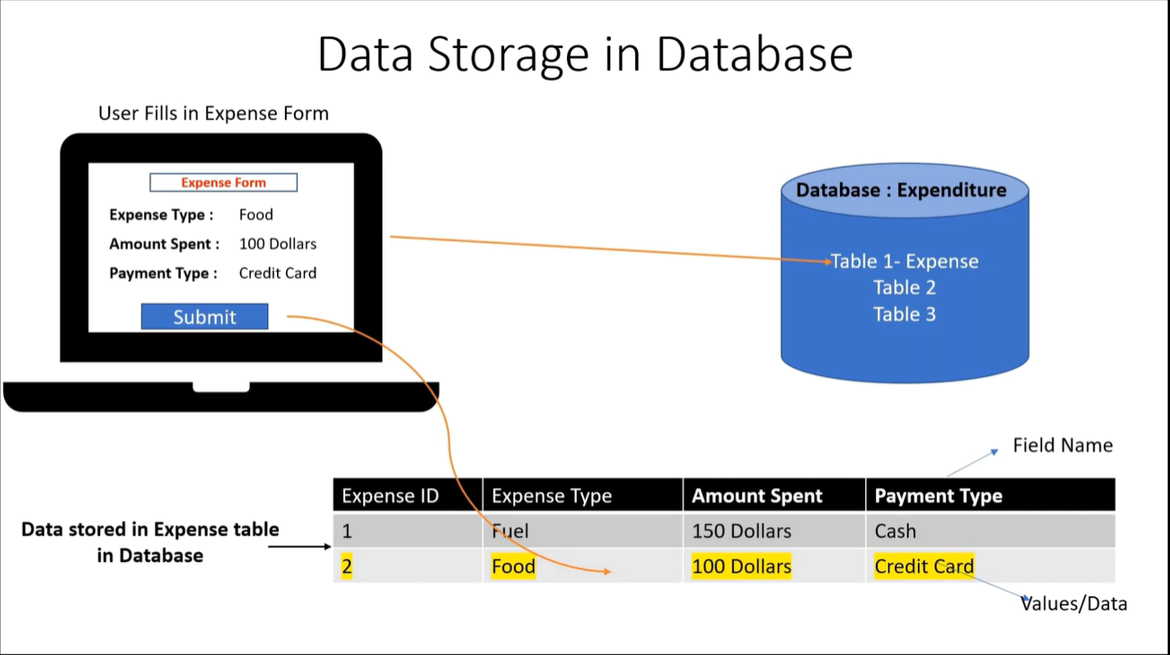 Data Storage in Database
User Fills in Expense Form
Expense Form
Expense Type : Food
Amount Spent : 100 Dollars
Payment Type : Credit Card
Submit
Database : Expenditure
Table 1- Expense
Table 2
Table 3
Field Name
Data stored in Expense table
in Database
Expense ID Expense Type Amount Spent Payment Type
1 Fuel 150 Dollars Cash
2 Food 100 Dollars Credit Card
Values/Data